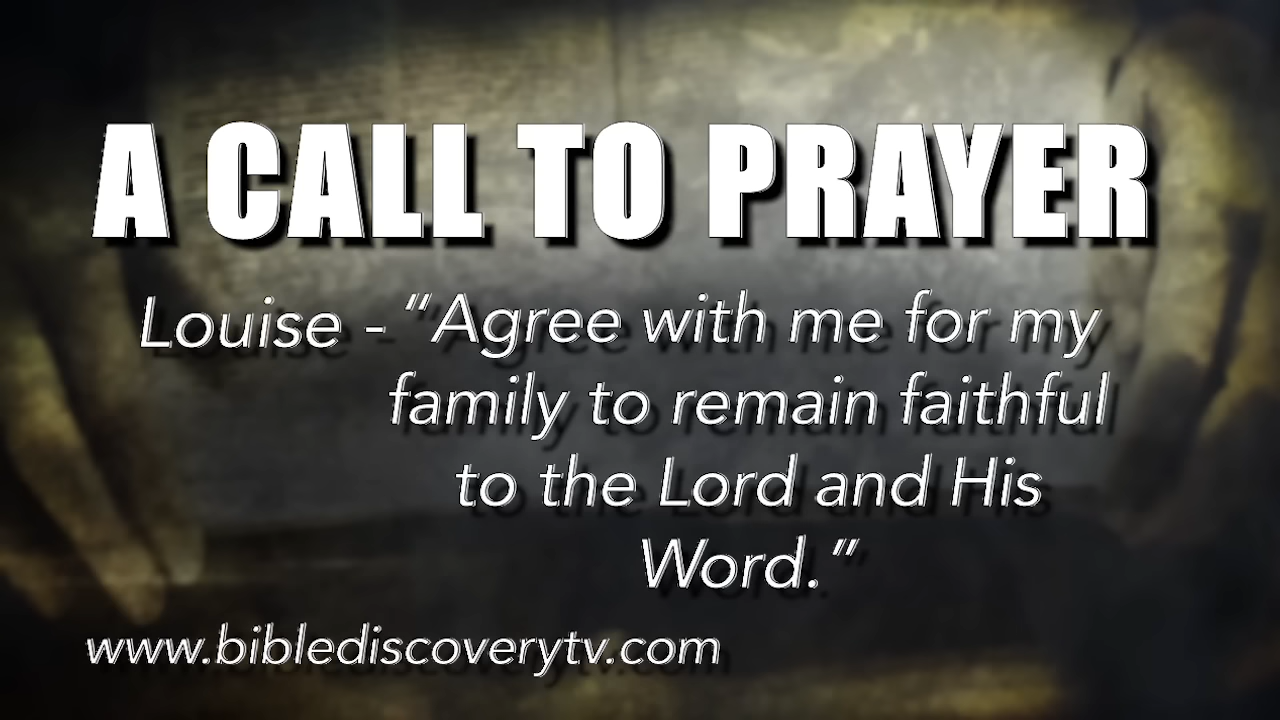 A CALL TO PRAYER
Louise - “Agree with me for my
family to remain faithful
to the Lord and His
Word.”
www.biblediscoverytv.com